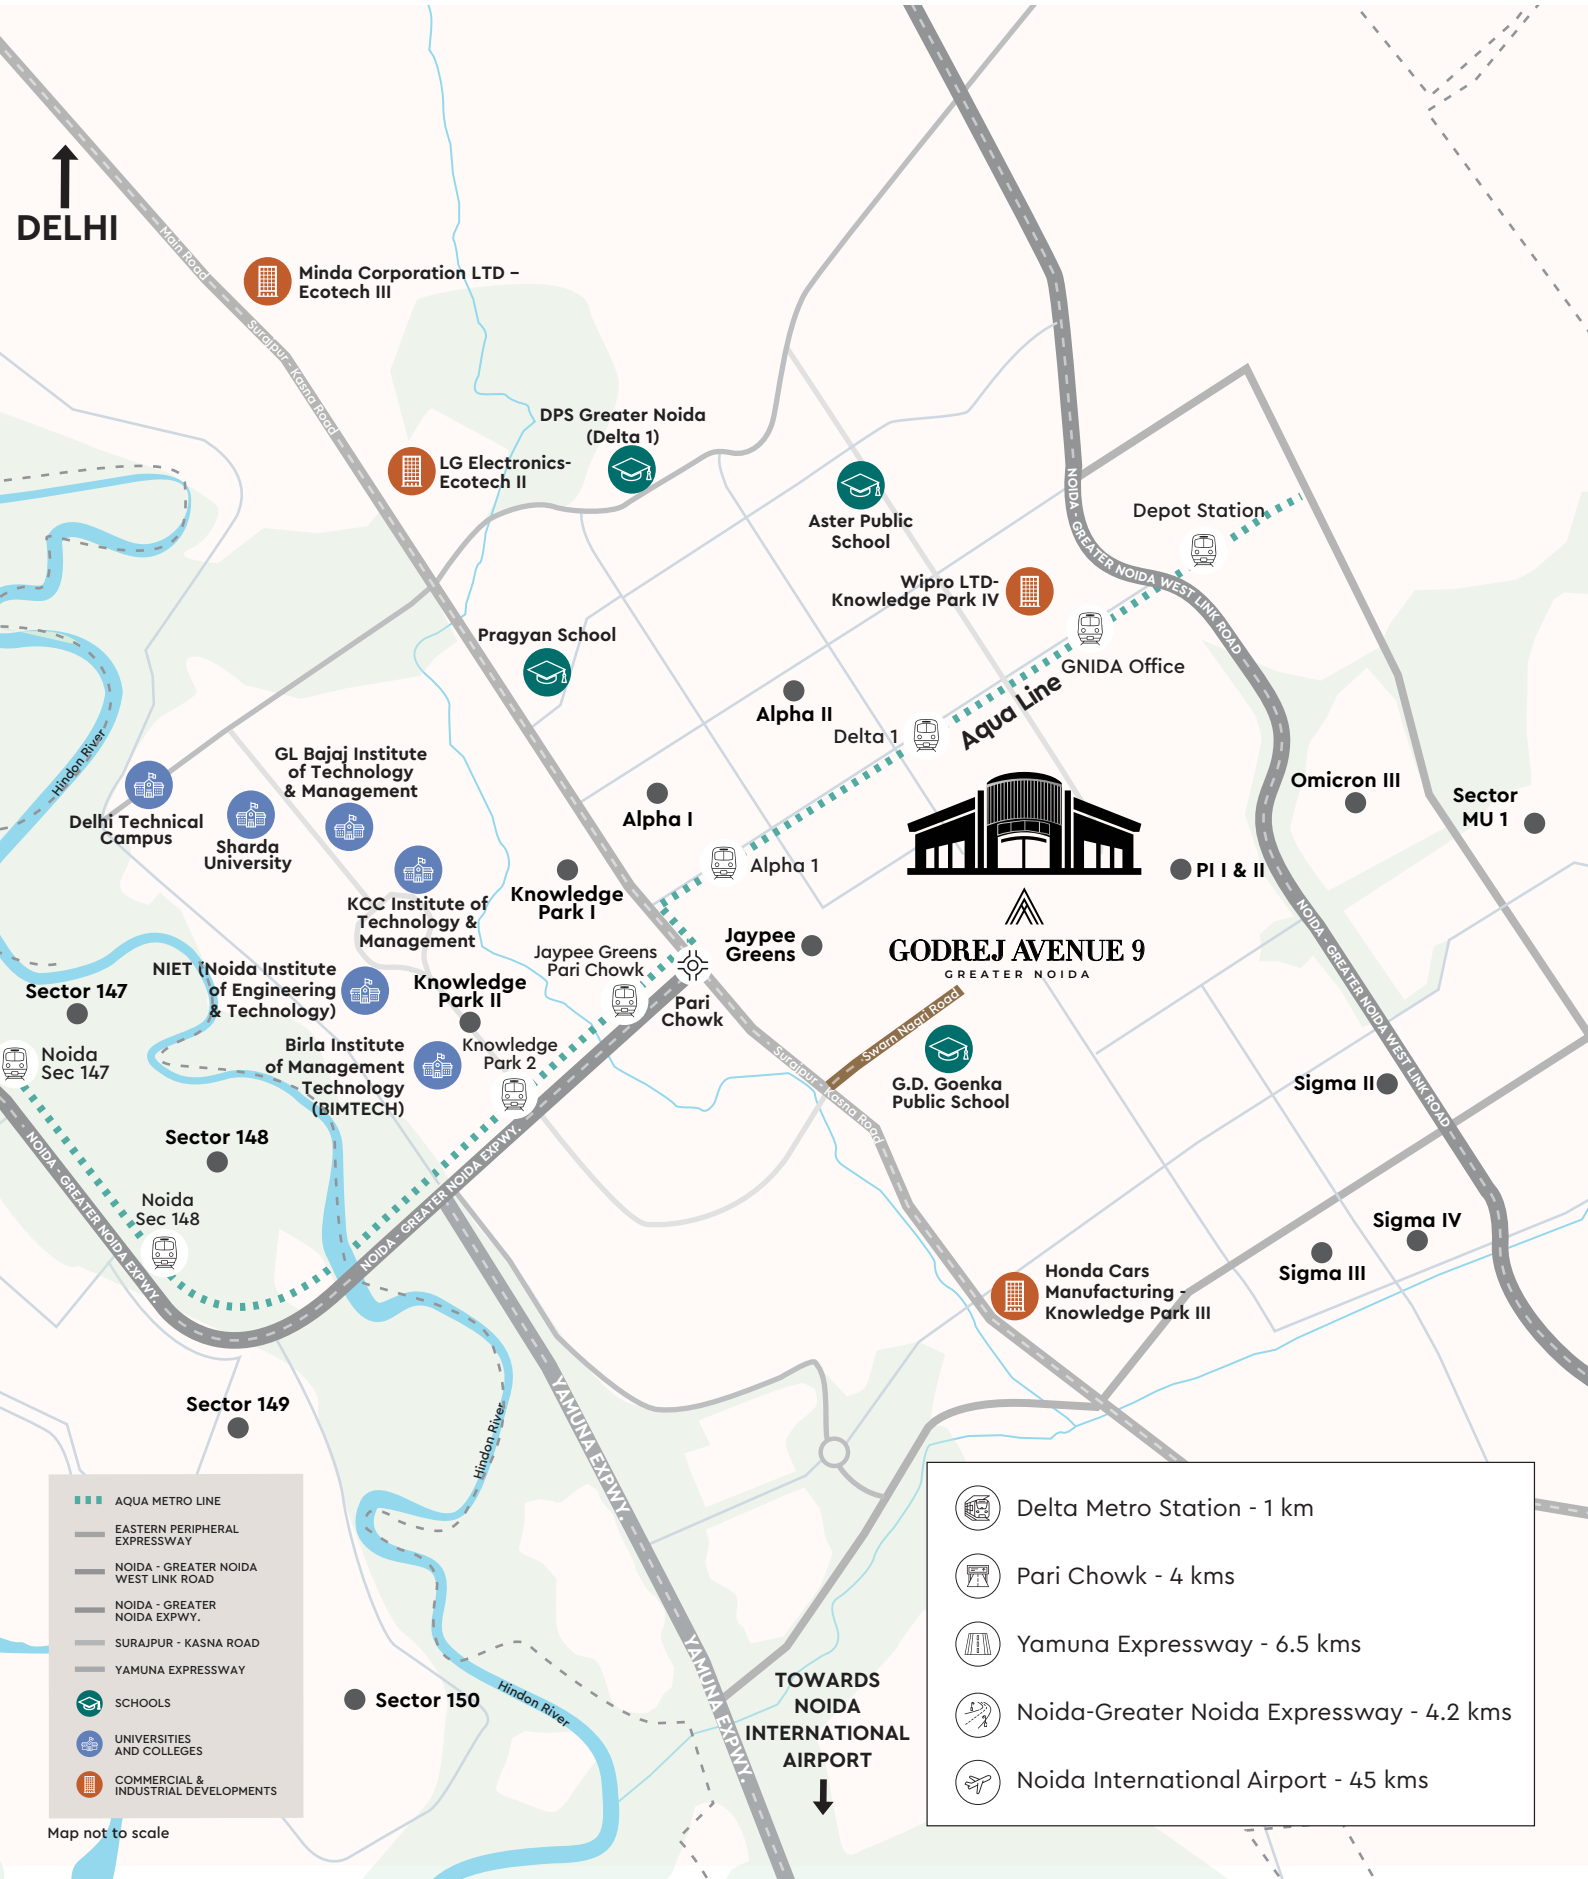 DELHI
Main Road
Surajpur - Kasna Road
Minda Corporation LTD -
Ecotech III
DPS Greater Noida
(Delta 1)
LG Electronics-
Ecotech II
Aster Public
School
Depot Station
NOIDA - GREATER NOIDA WEST LINK ROAD
Wipro LTD-
Knowledge Park IV
Pragyan School
GNIDA Office
Alpha II
Delta 1
Aqua Line
Hindon River
GL Bajaj Institute
of Technology
& Management
Omicron III
Sector
MU 1
Delhi Technical
Campus
Sharda
University
Alpha I
Alpha 1
PI I & II
Knowledge
Park I
KCC Institute of
Technology &
Management
Jaypee
Greens
GODREJ AVENUE 9
GREATER NOIDA
Jaypee Greens
Pari Chowk
NIET (Noida Institute
of Engineering
& Technology)
Knowledge
Park II
Sector 147
Pari
Chowk
NOIDA - GREATER NOIDA WEST LINK ROAD
Swarn Nagri Road
Noida
Sec 147
Birla Institute
of Management
Technology
(BIMTECH)
Knowledge
Park 2
Surajpur - Kasna Road
G.D. Goenka
Public School
Sigma II
Sector 148
NOIDA - GREATER NOIDA EXPWY.
NOIDA - GREATER NOIDA EXPWY.
Noida
Sec 148
Sigma IV
Sigma III
Honda Cars
Manufacturing -
Knowledge Park III
Sector 149
YAMUNA EXPWY.
Hindon River
AQUA METRO LINE
EASTERN PERIPHERAL
EXPRESSWAY
NOIDA - GREATER NOIDA
WEST LINK ROAD
NOIDA - GREATER
NOIDA EXPWY.
SURAJPUR - KASNA ROAD
YAMUNA EXPRESSWAY
SCHOOLS
UNIVERSITIES
AND COLLEGES
COMMERCIAL &
INDUSTRIAL DEVELOPMENTS
Map not to scale
Sector 150
Hindon River
YAMUNA EXPWY.
TOWARDS
NOIDA
INTERNATIONAL
AIRPORT
Delta Metro Station - 1 km
Pari Chowk - 4 kms
Yamuna Expressway - 6.5 kms
Noida-Greater Noida Expressway - 4.2 kms
Noida International Airport - 45 kms